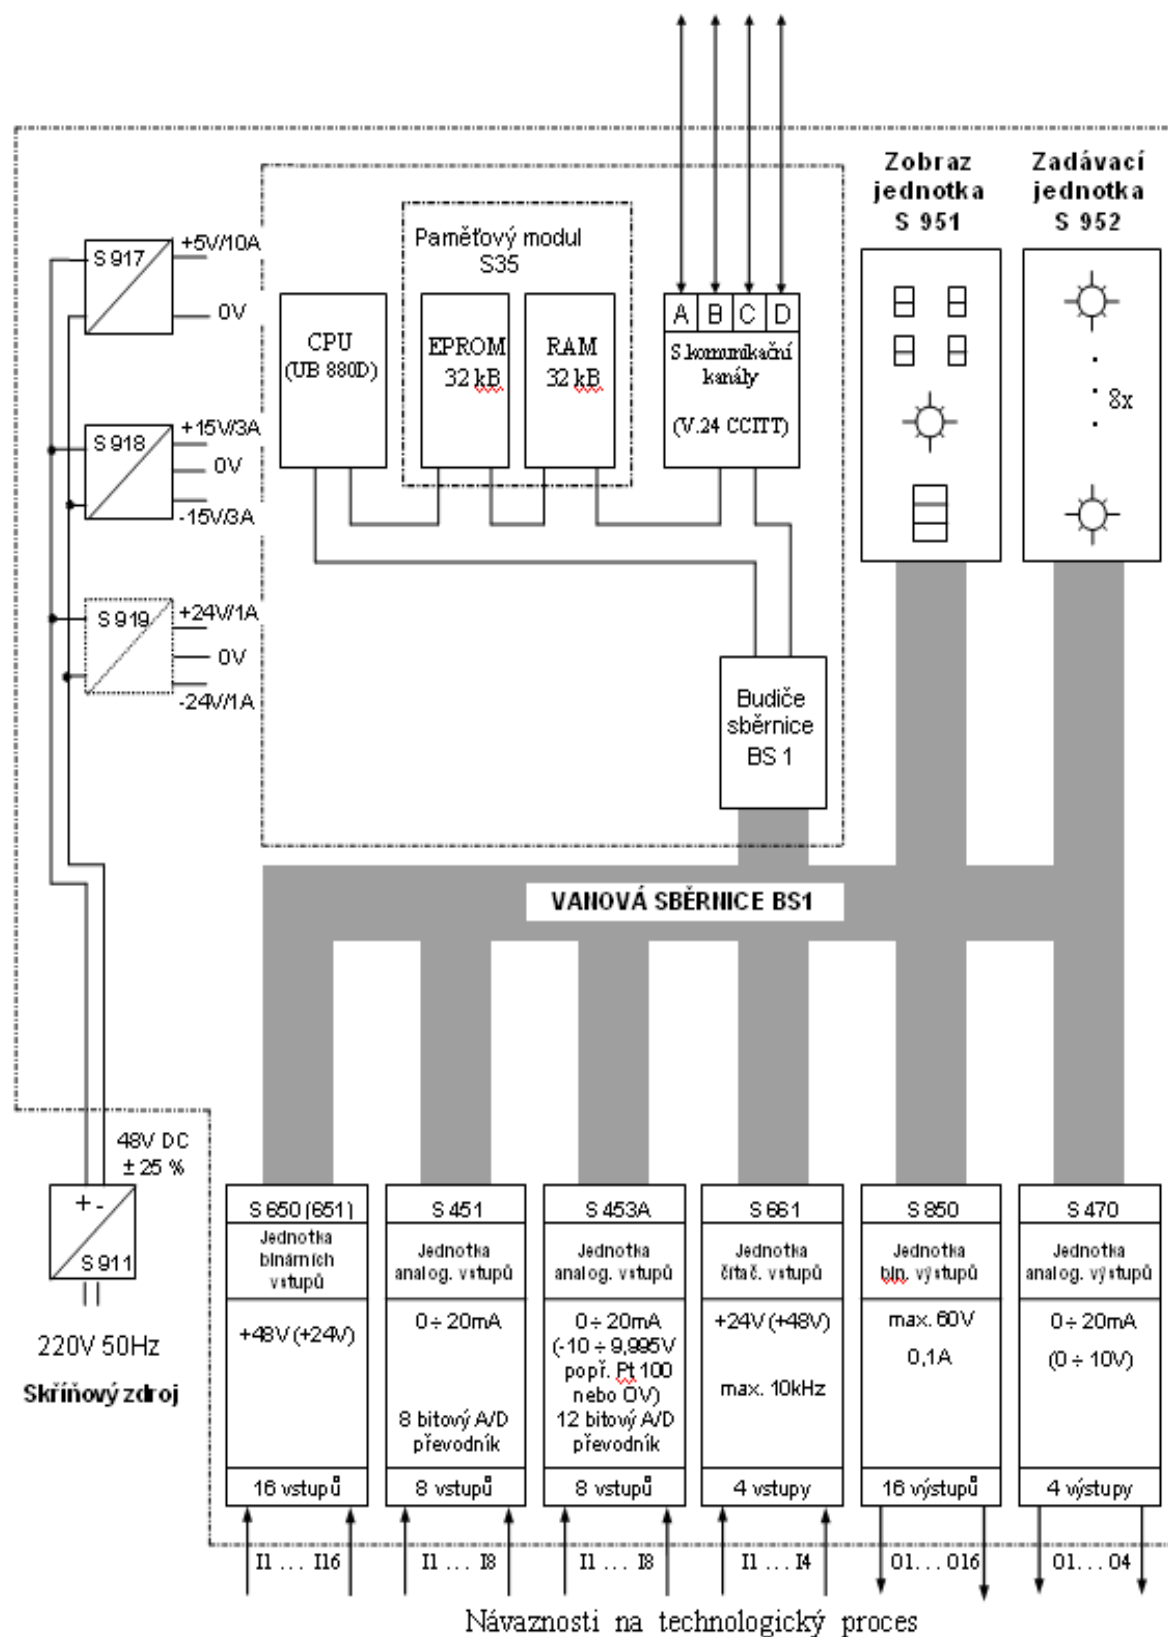 Zobraz
jednotka
S 951
Zadávací
jednotka
S 952
S 917
+5V/10A
0V
Paměťový modul
S35
CPU
(UB 880D)
EPROM
32 kB
RAM
32 kB
A B C D
S.komunikační
kanály
(V.24 CCITT)
8x
S 918
+15V/3A
0V
-15V/3A
S 919
+24V/1A
0V
-24V/1A
Budiče
sběrnice
BS 1
VANOVÁ SBĚRNICE BS1
48V DC
± 25 %
+ -
S 911
220V 50Hz
Skříňový zdroj
S 650 (651)
Jednotka
binárních
vstupů
+48V (+24V)
16 vstupů
S 451
Jednotka
analog. vstupů
0 ÷ 20mA
8 bitový A/D
převodník
8 vstupů
S 453A
Jednotka
analog. vstupů
0 ÷ 20mA
(-10 ÷ 9,995V
popř. Pt 100
nebo OV)
12 bitový A/D
převodník
8 vstupů
S 661
Jednotka
čítač. vstupů
+24V (+48V)
max. 10kHz
4 vstupy
S 850
Jednotka
bin. výstupů
max. 60V
0,1A
16 výstupů
S 470
Jednotka
analog. výstupů
0 ÷ 20mA
(0 ÷ 10V)
4 výstupy
I1 ... I16
I1 ... I8
I1 ... I8
I1 ... I4
O1... O16
O1... O4
Návaznosti na technologický proces